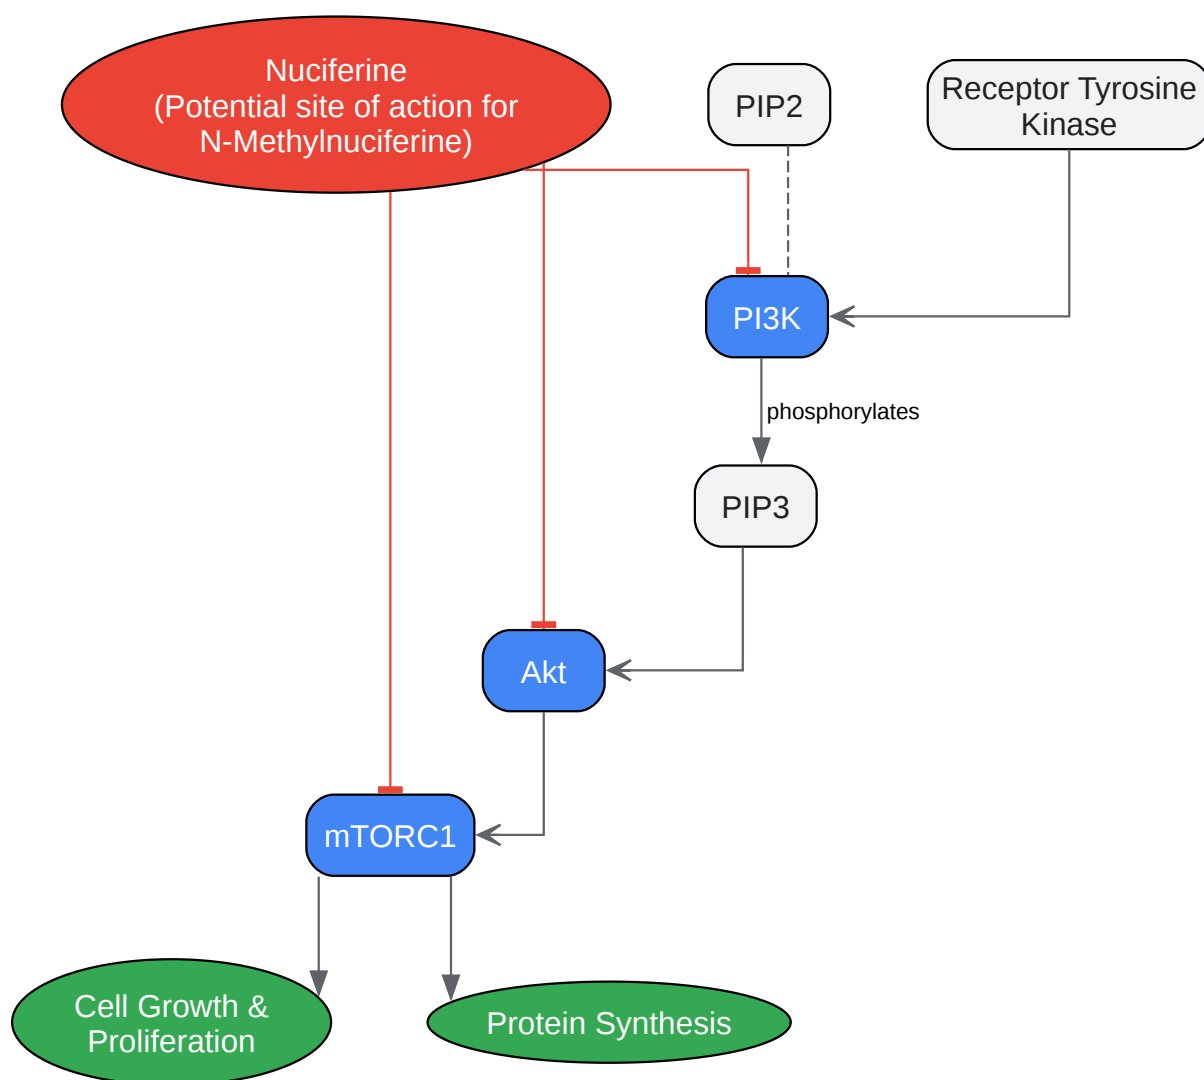 Nuciferine
(Potential site of action for
N-Methylnuciferine)
PIP2
Receptor Tyrosine
Kinase
PI3K
phosphorylates
PIP3
Akt
mTORC1
Cell Growth &
Proliferation
Protein Synthesis